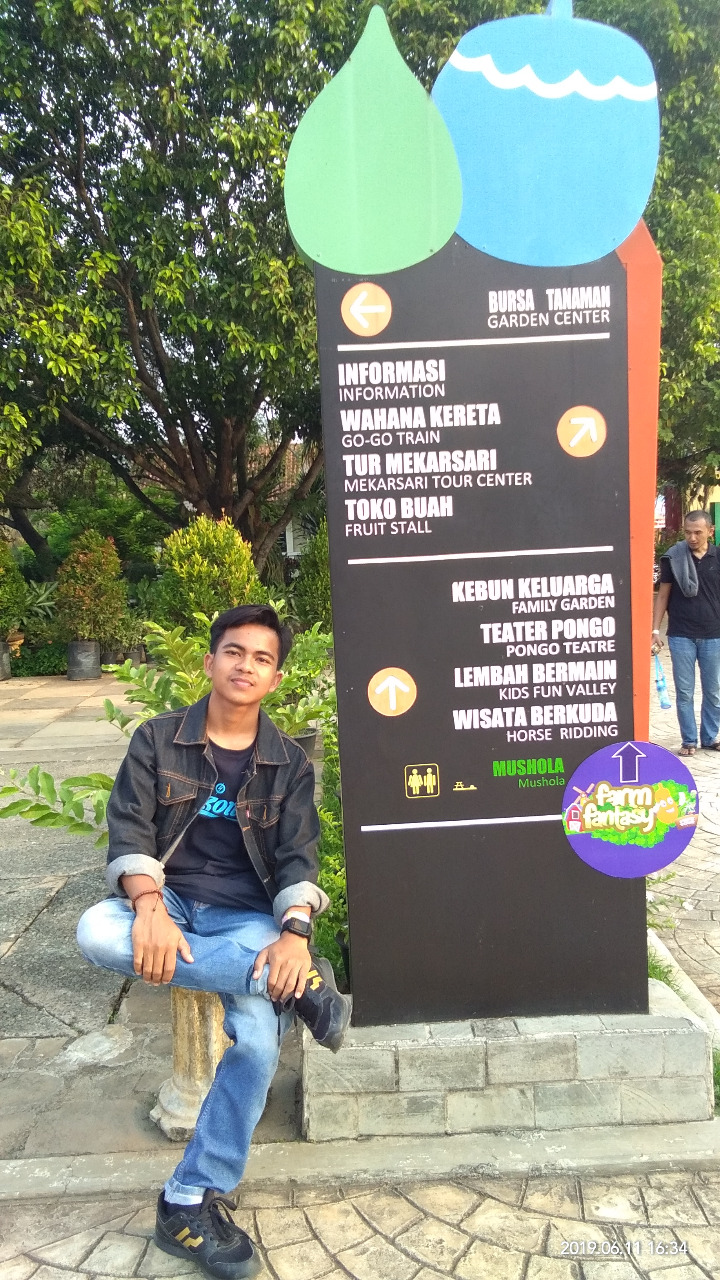 BURSA TANAMAN
GARDEN CENTER
INFORMASI
INFORMATION
WAHANA KERETA
GO-GO TRAIN
TUR MEKARSARI
MEKARSARI TOUR CENTER
TOKO BUAH
FRUIT STALL
KEBUN KELUARGA
FAMILY GARDEN
TEATER PONGO
PONGO TEATRE
LEMBAH BERMAIN
KIDS FUN VALLEY
WISATA BERKUDA
HORSE RIDDING
MUSHOLA
Mushola
farm
fantasy
2019.06.11 16:34